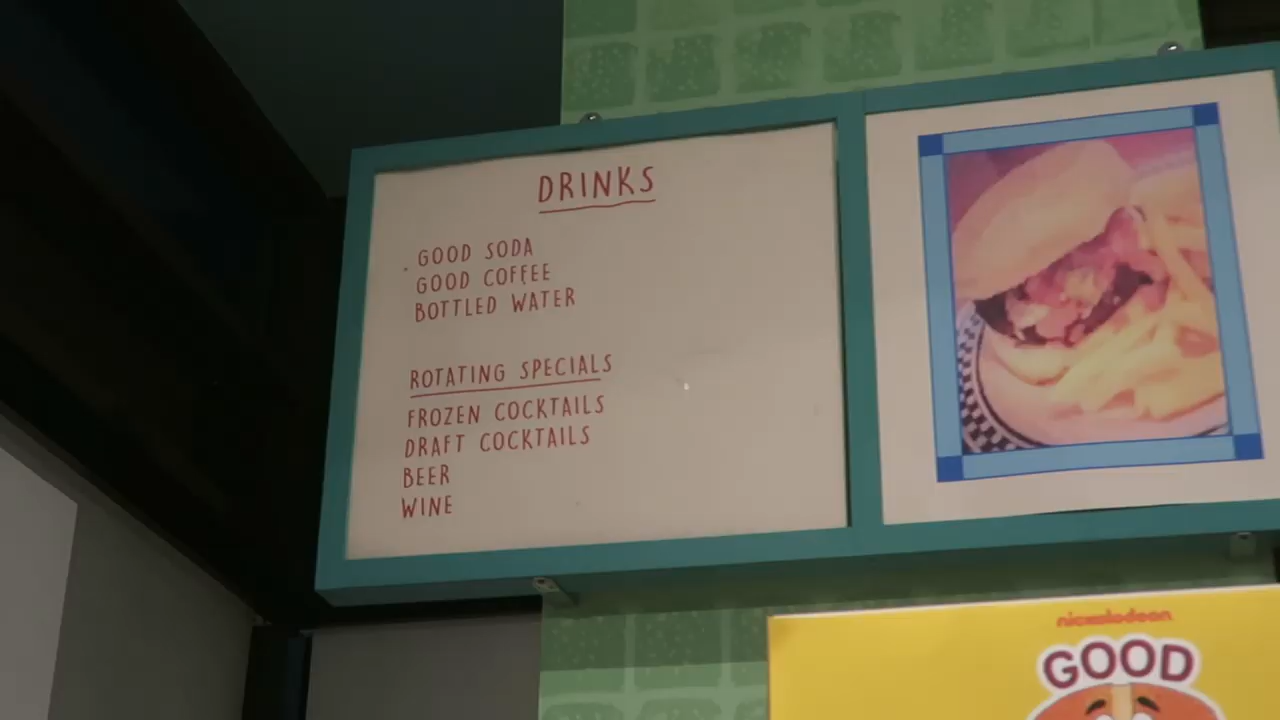 DRINKS
GOOD SODA
GOOD COFFEE
BOTTLED WATER
ROTATING SPECIALS
FROZEN COCKTAILS
DRAFT COCKTAILS
BEER
WINE
nickelodeon
GOOD